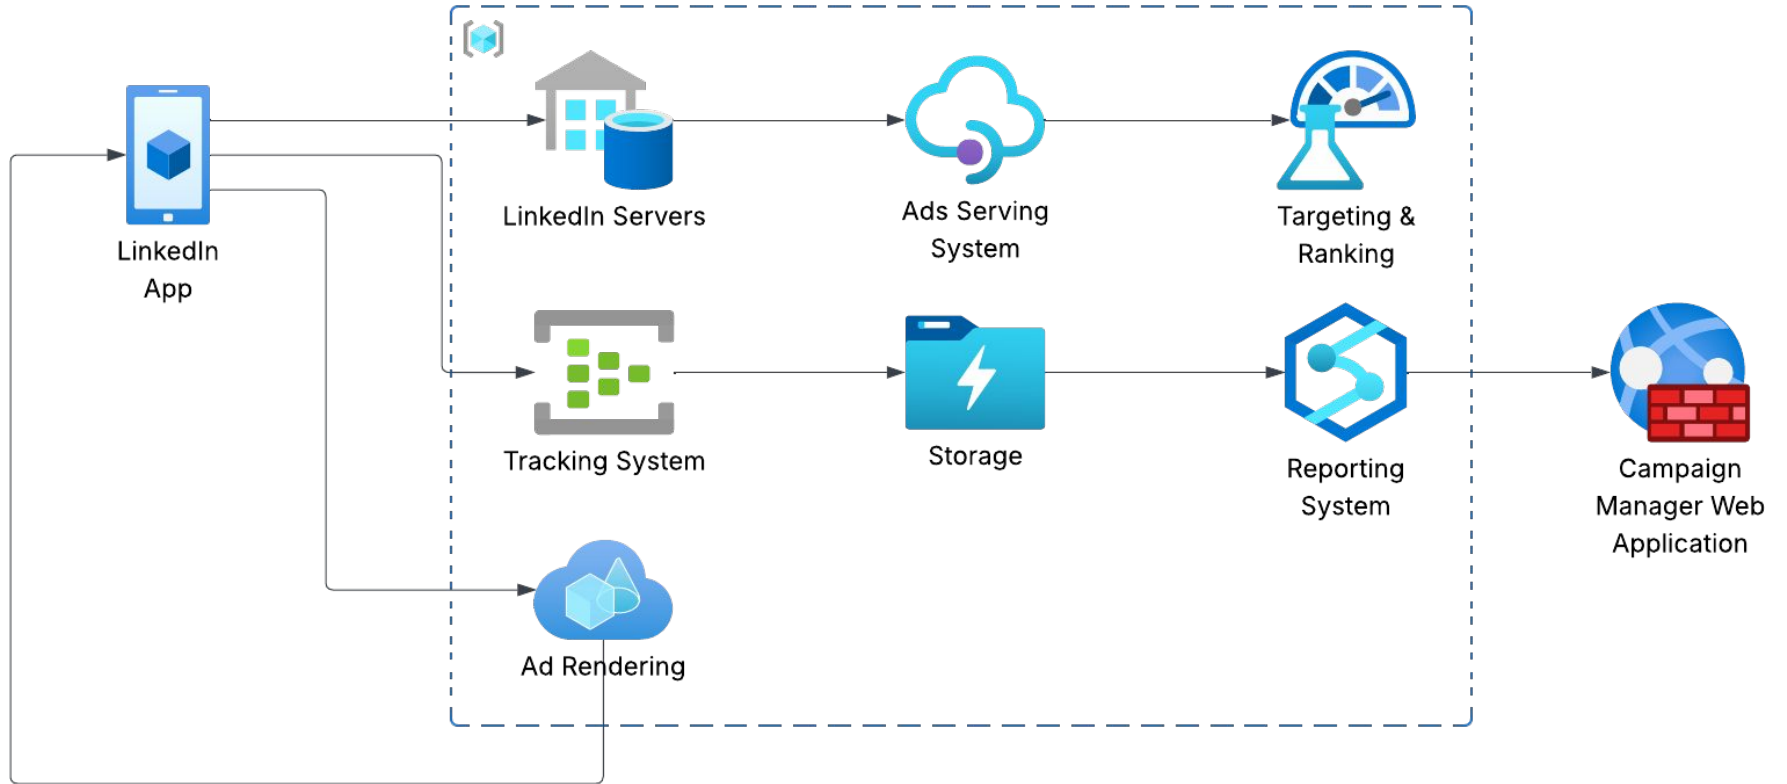 LinkedIn
App
LinkedIn Servers
Ads Serving
System
Targeting &
Ranking
Tracking System
Storage
Reporting
System
Campaign
Manager Web
Application
Ad Rendering